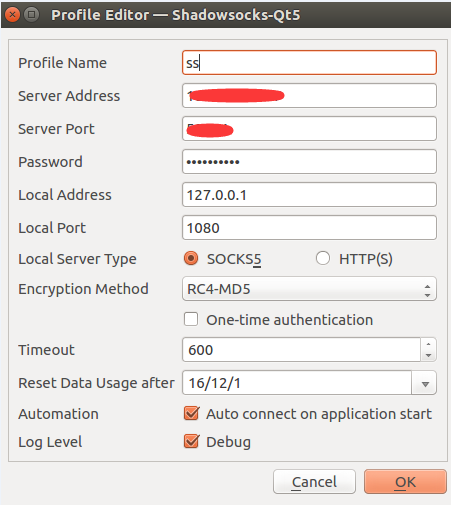 Profile Editor — Shadowsocks-Qt5
Profile Name ss
Server Address
Server Port
Password ••••••••••
Local Address 127.0.0.1
Local Port 1080
Local Server Type SOCKS5 HTTP(S)
Encryption Method RC4-MD5
One-time authentication
Timeout 600
Reset Data Usage after 16/12/1
Automation Auto connect on application start
Log Level Debug
Cancel OK